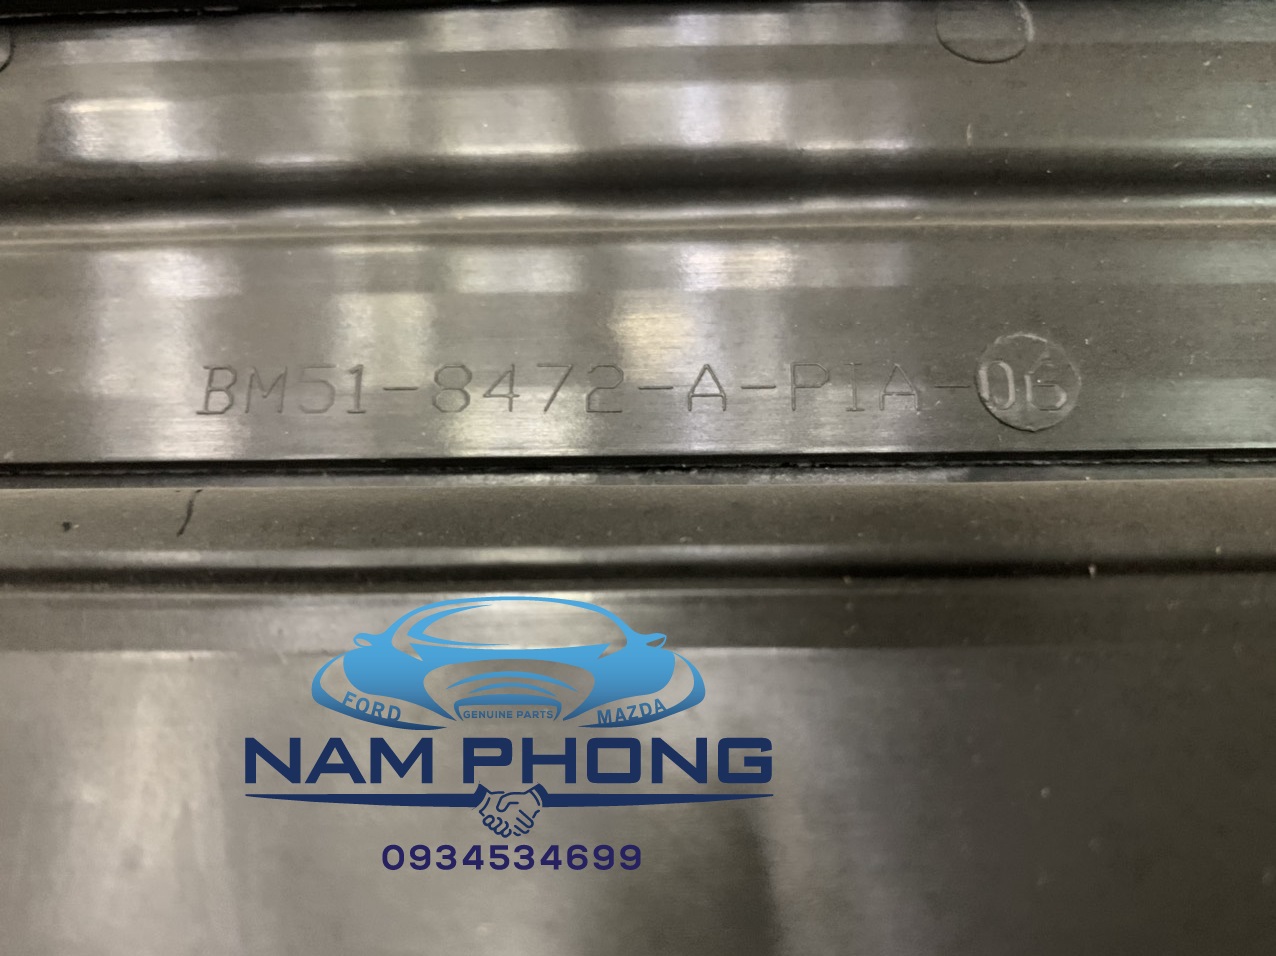 BM51-8472-A-PIA-06
FORD
GENUINE PARTS
MAZDA
NAM PHONG
0934534699